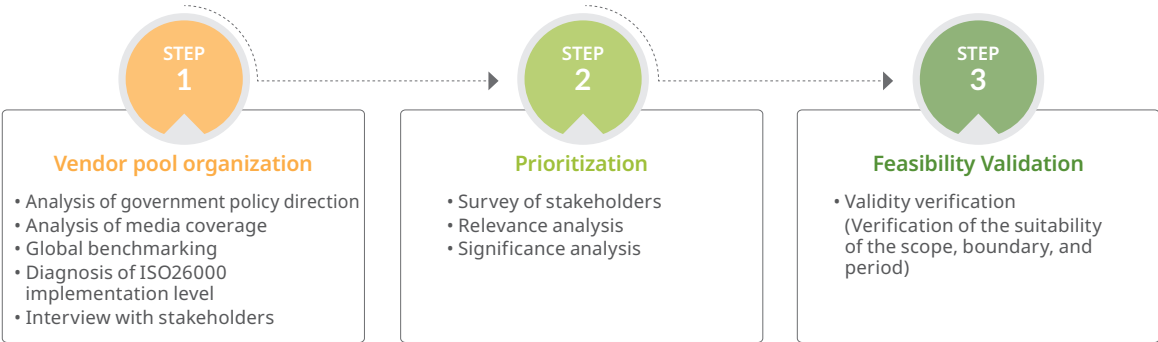 STEP
1
Vendor pool organization
• Analysis of government policy direction
• Analysis of media coverage
• Global benchmarking
• Diagnosis of ISO26000
implementation level
• Interview with stakeholders
STEP
2
Prioritization
• Survey of stakeholders
• Relevance analysis
• Significance analysis
STEP
3
Feasibility Validation
• Validity verification
(Verification of the suitability
of the scope, boundary, and
period)